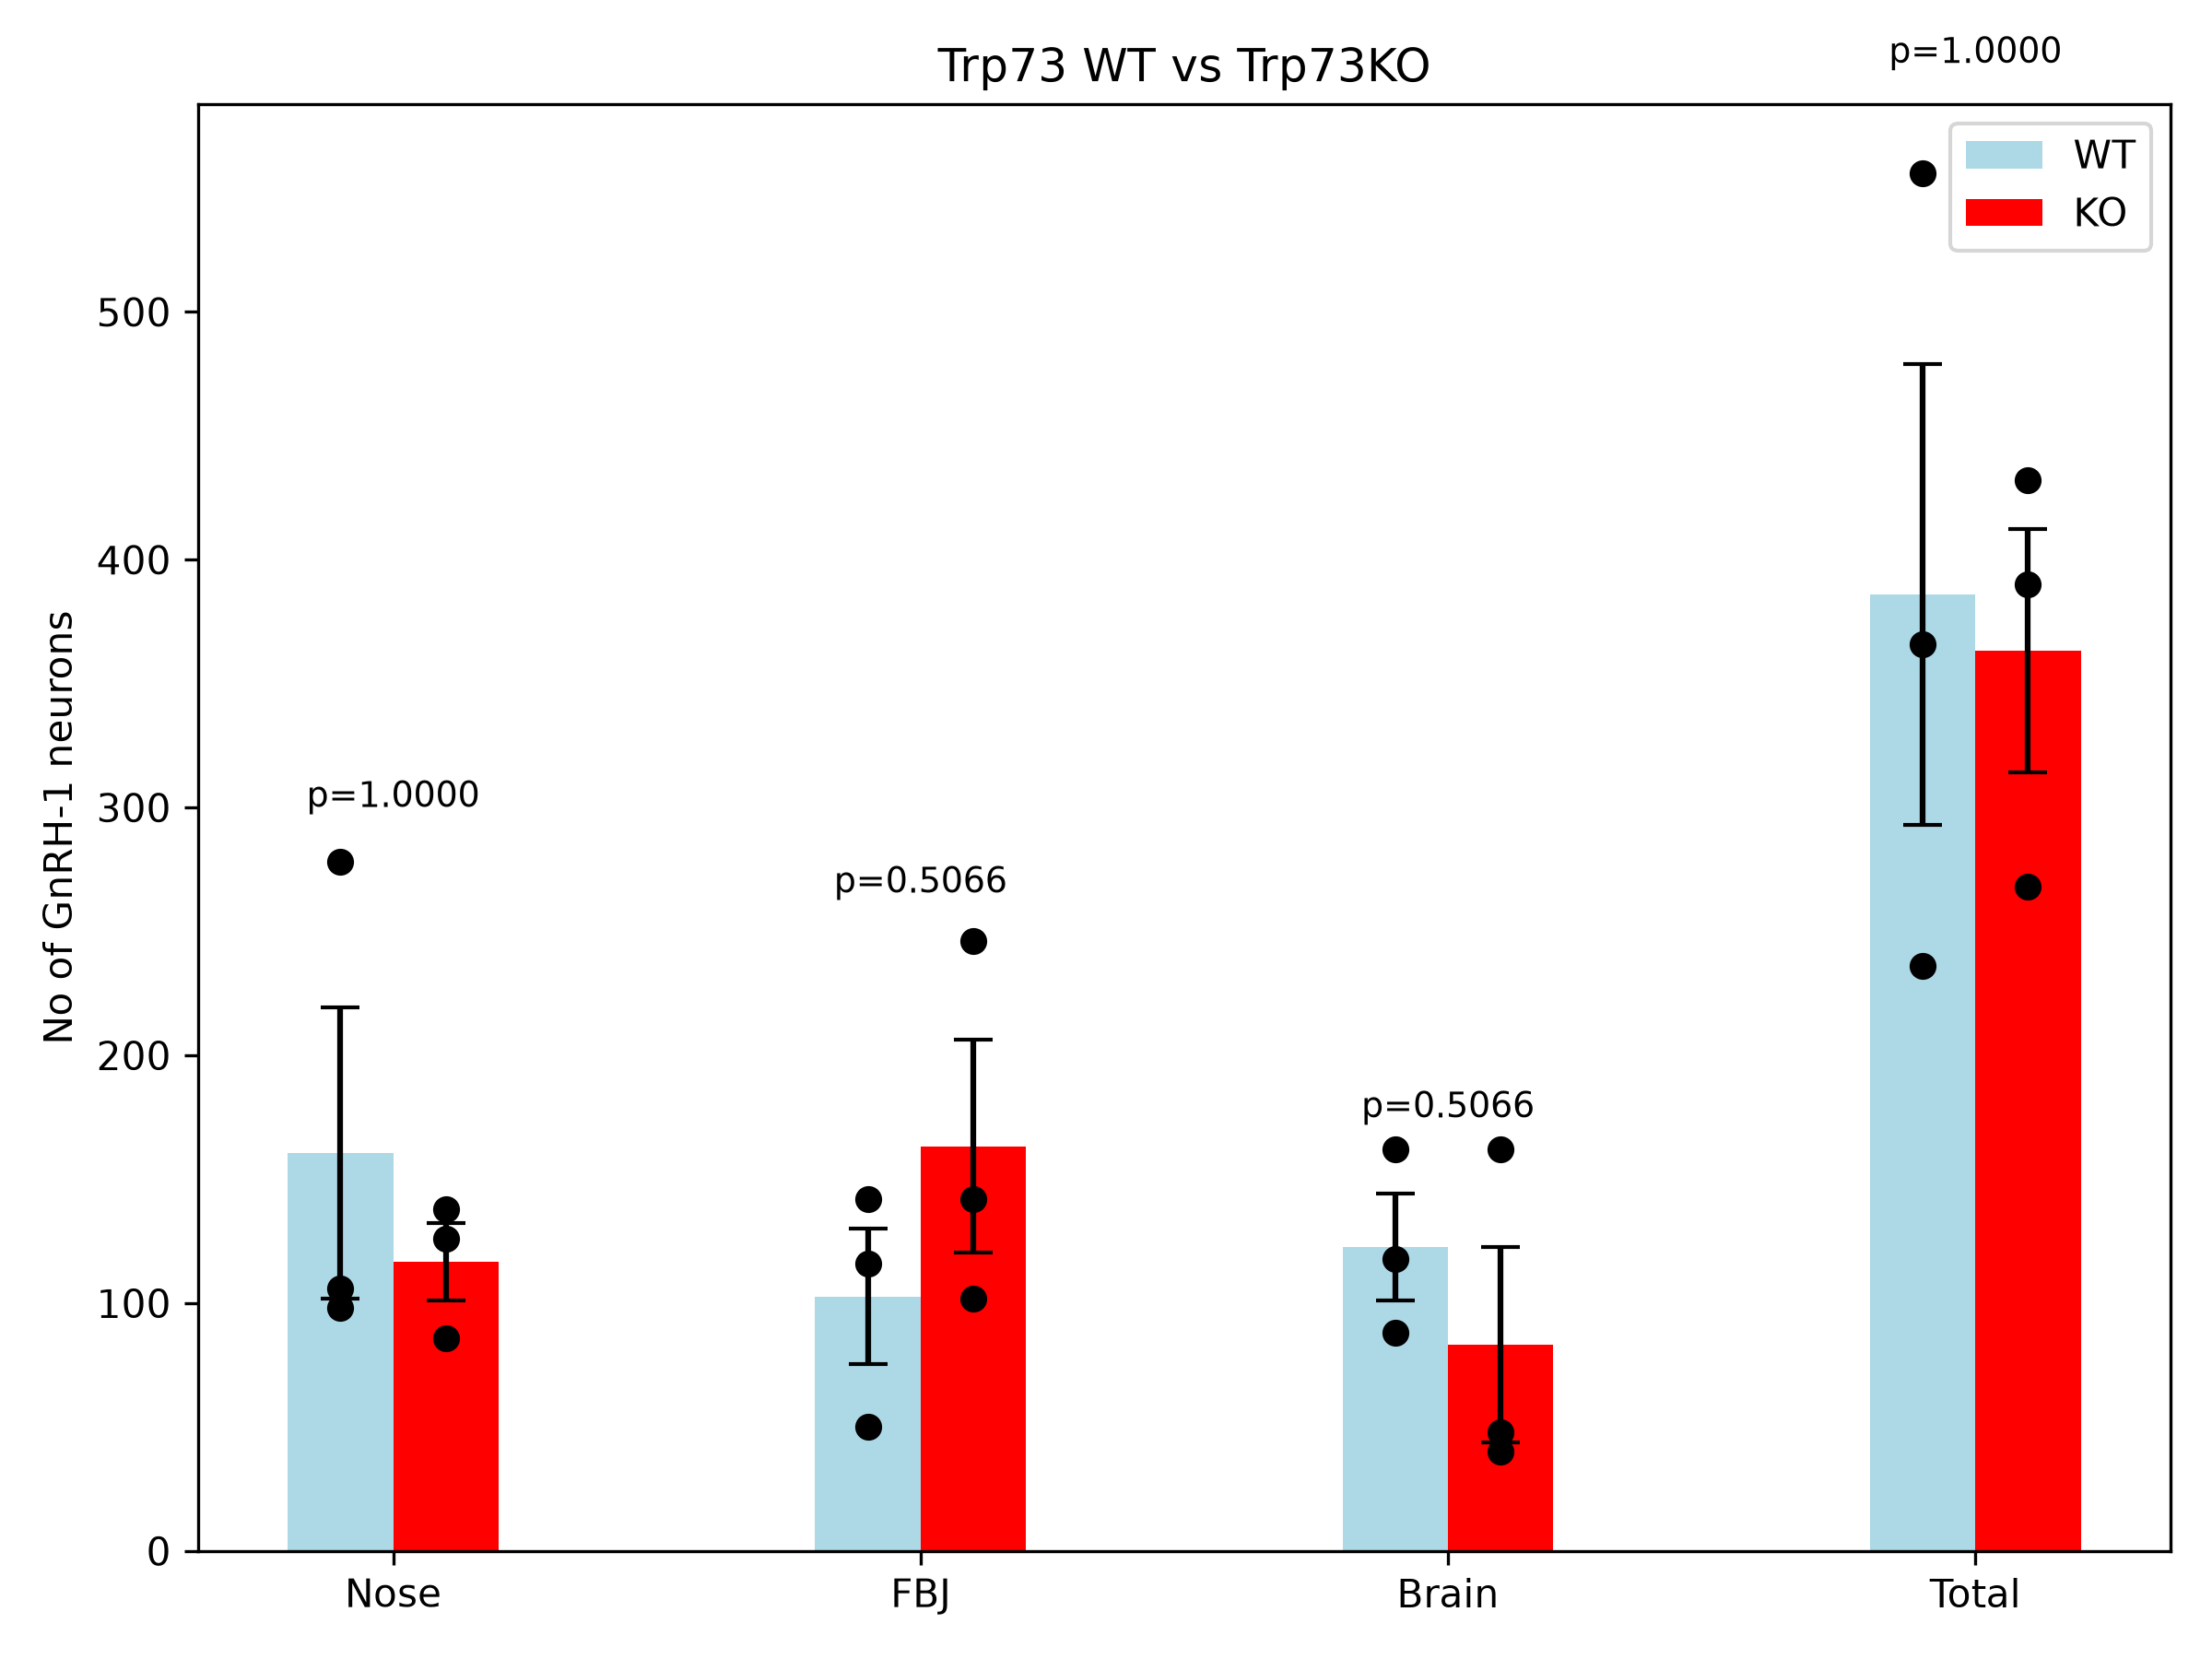 Trp73 WT vs Trp73KO
p=1.0000
WT
KO
No of GnRH-1 neurons
500
400
300
200
100
0
p=1.0000
p=0.5066
p=0.5066
Nose
FBJ
Brain
Total